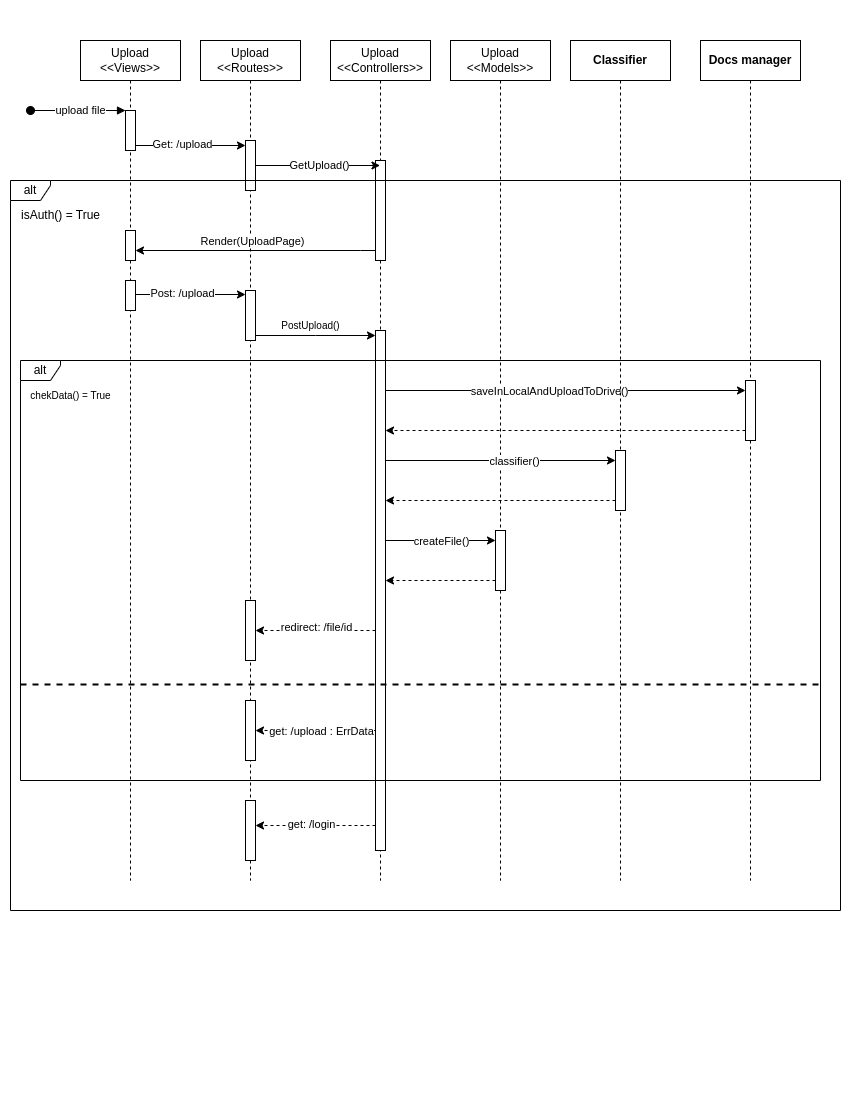 Upload
<<Views>>
Upload
<<Routes>>
Upload
<<Controllers>>
Upload
<<Models>>
Classifier
Docs manager
upload file
Get: /upload
GetUpload()
alt
isAuth() = True
Render(UploadPage)
Post: /upload
PostUpload()
alt
chekData() = True
saveInLocalAndUploadToDrive()
classifier()
createFile()
redirect: /file/id
get: /upload : ErrData
get: /login